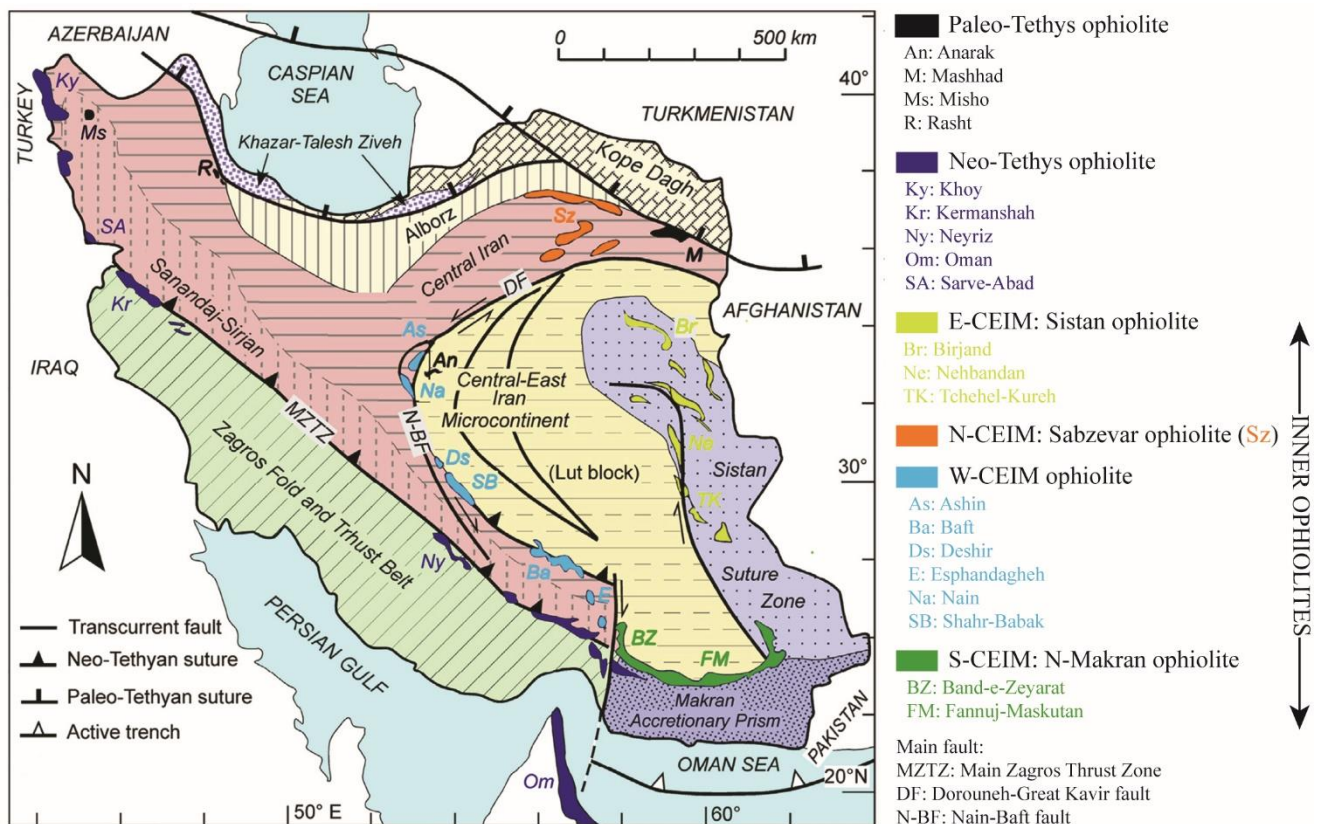 AZERBAIJAN
CASPIAN
SEA
0 500 km
40°
TURKEY
Ky
Ms
TURKMENISTAN
Khazar-Talesh Ziveh
Kope Dagh
R
Alborz
Sz
M
SA
Central Iran
DF
Sanandaj-Sirjan
Kr
AFGHANISTAN
As
Br
An
IRAQ
Na
Central-East
Iran
Microcontinent
MZTZ
N-BF
Ne
Ds
SB
(Lut block)
Sistan
30°
TK
N
Zagros Fold and Trhust Belt
Ny
Ba
E
Suture
Zone
PERSIAN GULF
BZ
FM
Makran
Accretionary Prism
PAKISTAN
OMAN SEA
20°N
Om
50° E
60°
Transcurrent fault
Neo-Tethyan suture
Paleo-Tethyan suture
Active trench
Paleo-Tethys ophiolite
An: Anarak
M: Mashhad
Ms: Misho
R: Rasht
Neo-Tethys ophiolite
Ky: Khoy
Kr: Kermanshah
Ny: Neyriz
Om: Oman
SA: Sarve-Abad
E-CEIM: Sistan ophiolite
Br: Birjand
Ne: Nehbandan
TK: Tchehel-Kureh
N-CEIM: Sabzevar ophiolite (Sz)
W-CEIM ophiolite
As: Ashin
Ba: Baft
Ds: Deshir
E: Esphandagheh
Na: Nain
SB: Shahr-Babak
S-CEIM: N-Makran ophiolite
BZ: Band-e-Zeyarat
FM: Fannuj-Maskutan
INNER OPHIOLITES
Main fault:
MZTZ: Main Zagros Thrust Zone
DF: Dorouneh-Great Kavir fault
N-BF: Nain-Baft fault